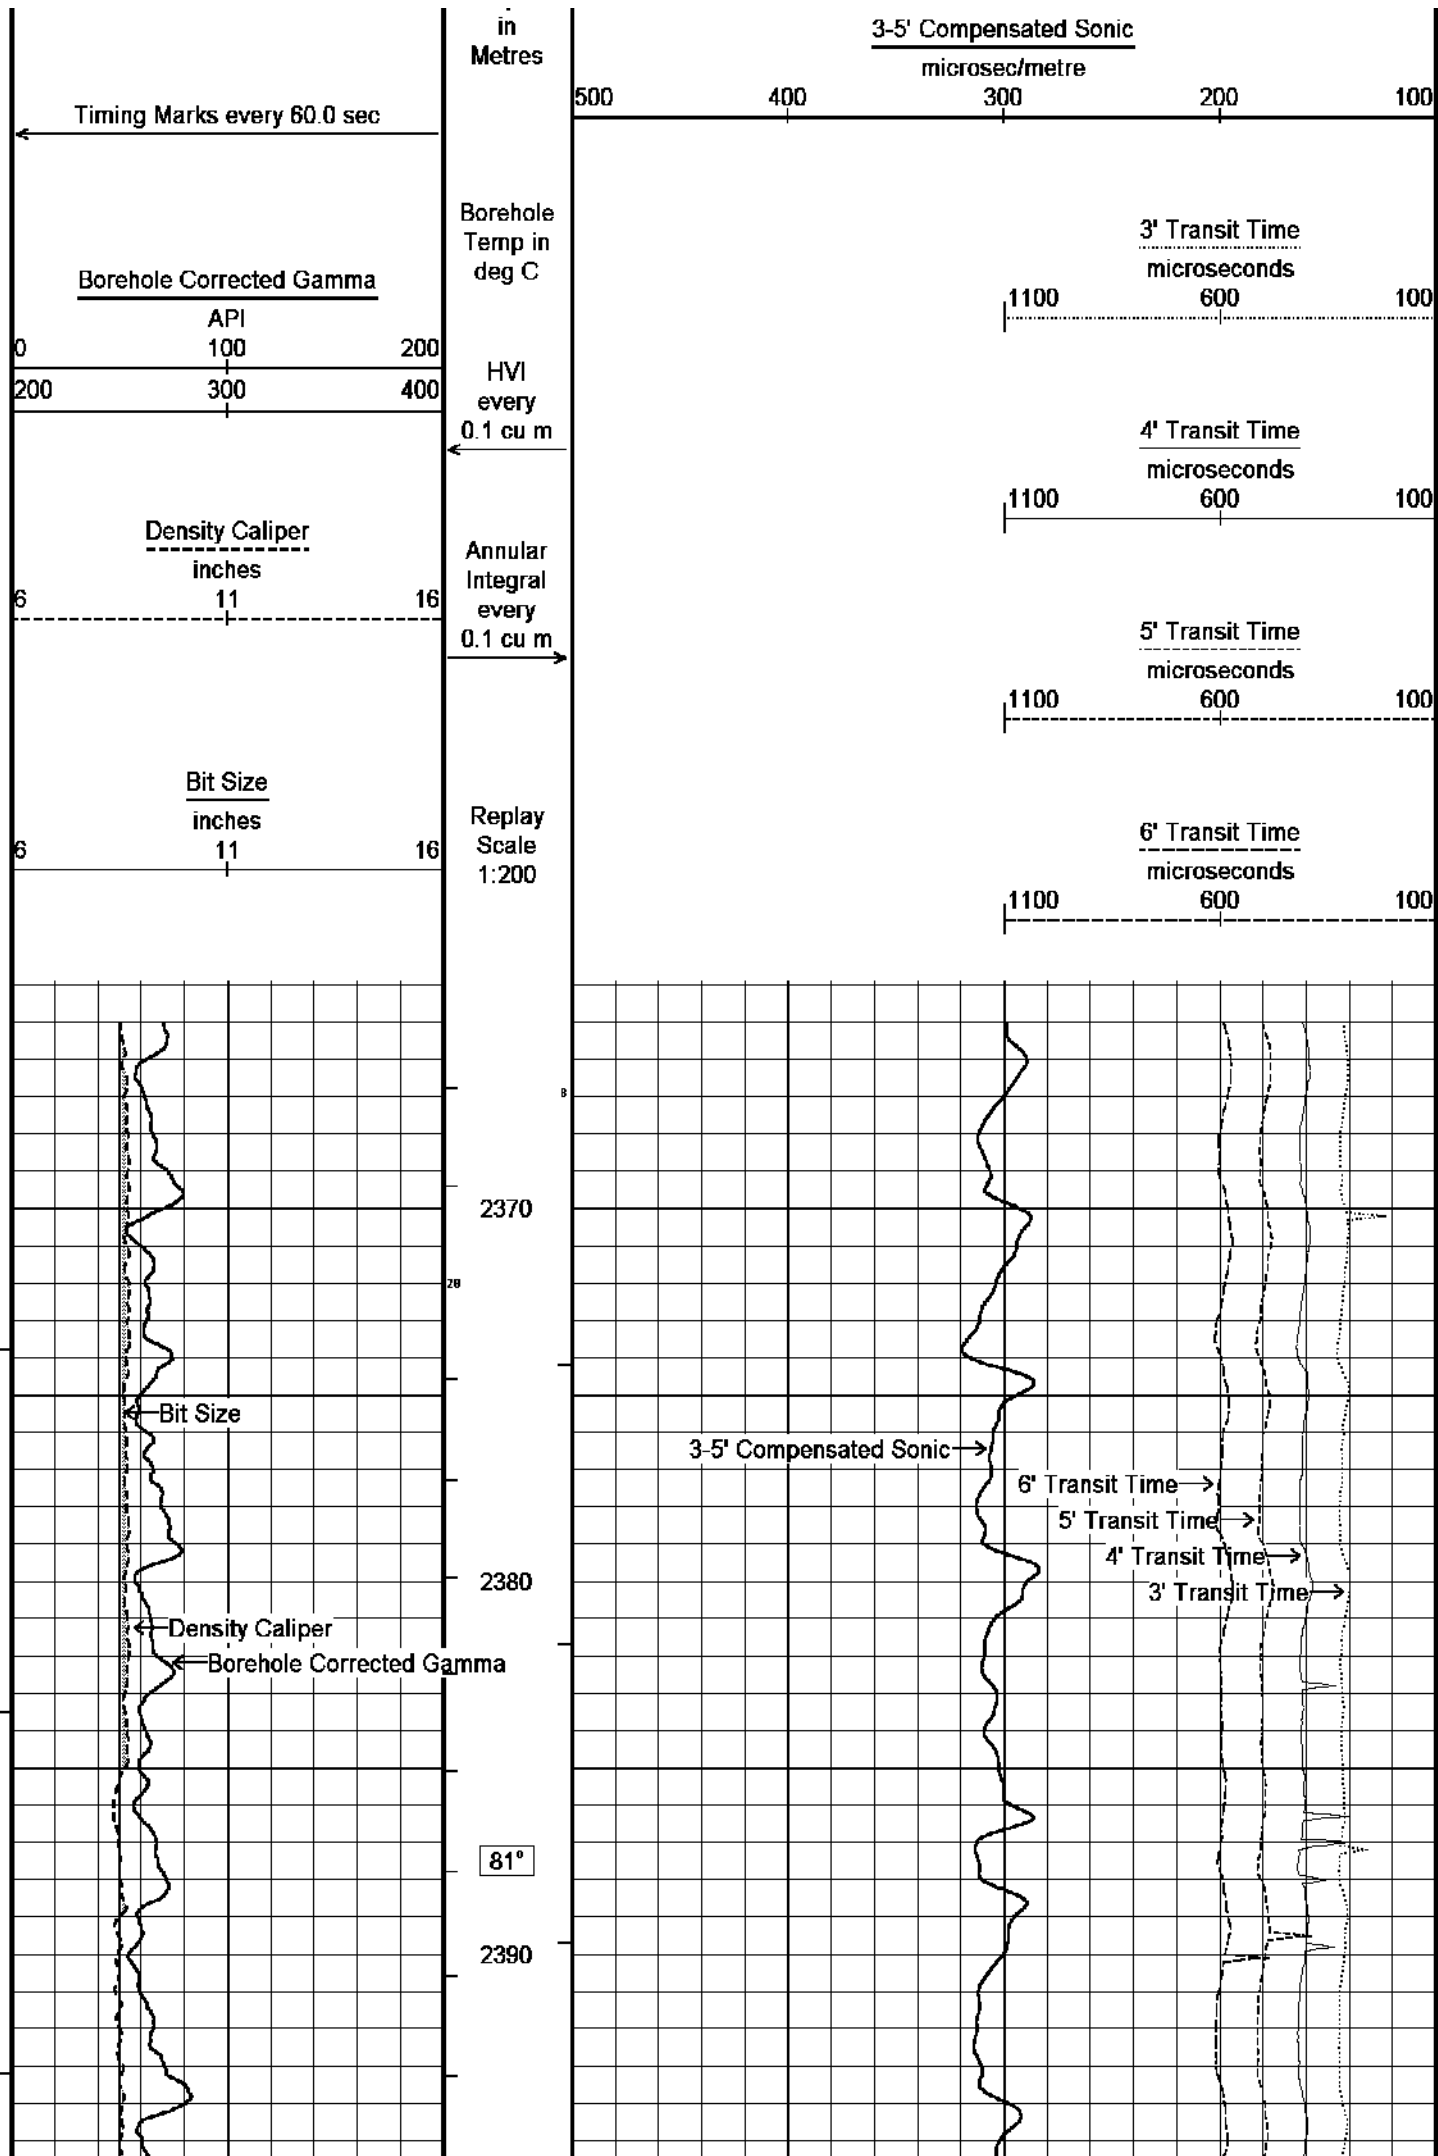 in
Metres
3-5' Compensated Sonic
microsec/metre
500 400 300 200 100
Timing Marks every 60.0 sec
Borehole
Temp in
deg C
3' Transit Time
microseconds
1100 600 100
Borehole Corrected Gamma
API
0 100 200
200 300 400
HVI
every
0.1 cu m
4' Transit Time
microseconds
1100 600 100
Density Caliper
inches
6 11 16
Annular
Integral
every
0.1 cu m
5' Transit Time
microseconds
1100 600 100
Bit Size
inches
6 11 16
Replay
Scale
1:200
6' Transit Time
microseconds
1100 600 100
8
2370
20
Bit Size
3-5' Compensated Sonic
6' Transit Time
5' Transit Time
4' Transit Time
3' Transit Time
2380
Density Caliper
Borehole Corrected Gamma
81°
2390